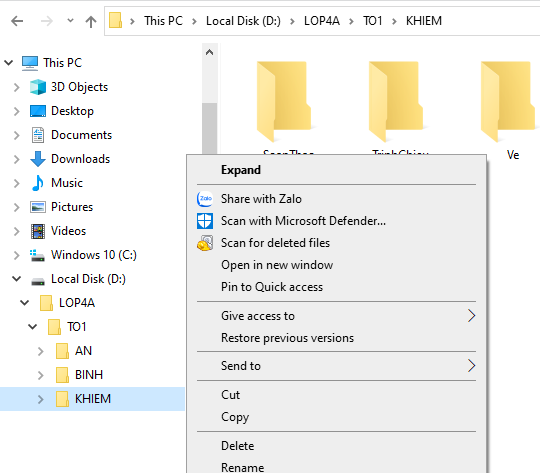 This PC > Local Disk (D:) > LOP4A > TO1 > KHIEM
This PC
3D Objects
Desktop
Documents
Downloads
Music
Pictures
Videos
Windows 10 (C:)
Local Disk (D:)
LOP4A
TO1
AN
BINH
KHIEM
SoanThao
TrinhChieu
Ve
Expand
Zalo
Share with Zalo
Scan with Microsoft Defender...
Scan for deleted files
Open in new window
Pin to Quick access
Give access to
Restore previous versions
Send to
Cut
Copy
Delete
Rename